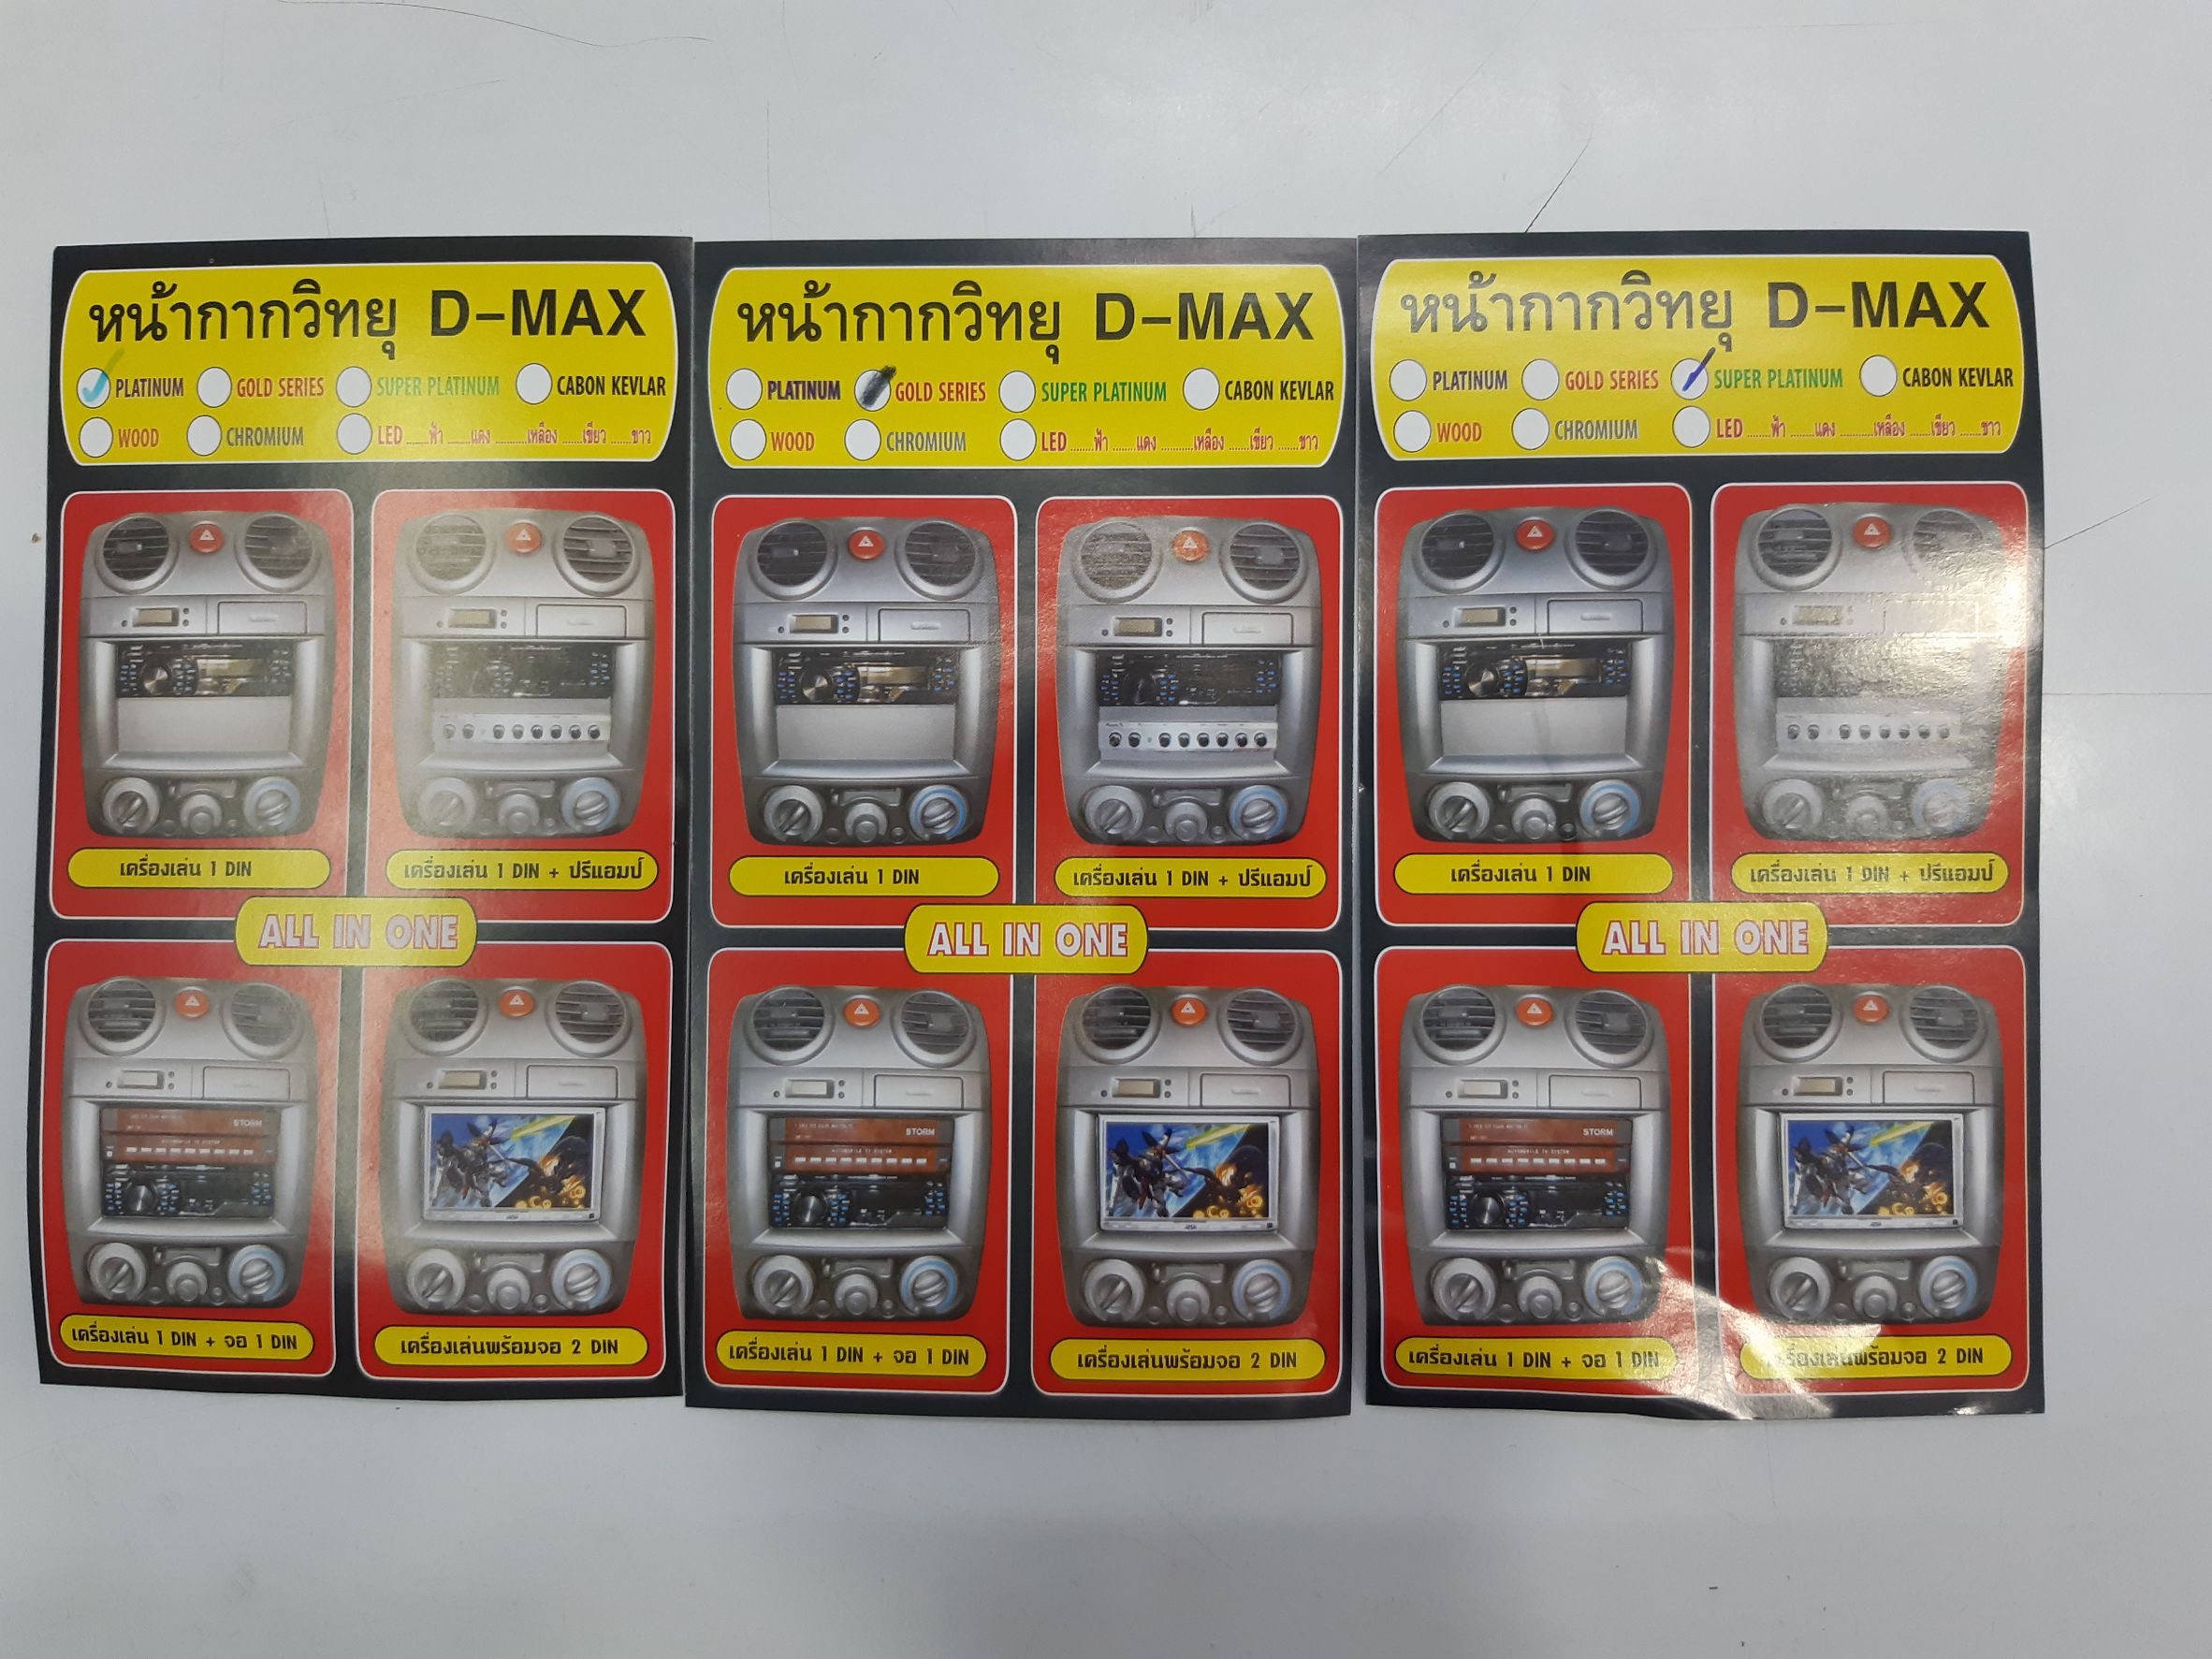 หน้ากากวิทยุ D-MAX
PLATINUM GOLD SERIES SUPER PLATINUM CABON KEVLAR
WOOD CHROMIUM LED ......ฟ้า ......แดง .........เหลือง ......เขียว ......ขาว
เครื่องเล่น 1 DIN
เครื่องเล่น 1 DIN + ปรีแอมป์
ALL IN ONE
STORM
เครื่องเล่น 1 DIN + จอ 1 DIN
เครื่องเล่นพร้อมจอ 2 DIN
หน้ากากวิทยุ D-MAX
PLATINUM GOLD SERIES SUPER PLATINUM CABON KEVLAR
WOOD CHROMIUM LED ......ฟ้า ......แดง .........เหลือง ......เขียว ......ขาว
เครื่องเล่น 1 DIN
เครื่องเล่น 1 DIN + ปรีแอมป์
ALL IN ONE
STORM
AUTOMOBILE TV SYSTEM
เครื่องเล่น 1 DIN + จอ 1 DIN
เครื่องเล่นพร้อมจอ 2 DIN
หน้ากากวิทยุ D-MAX
PLATINUM GOLD SERIES SUPER PLATINUM CABON KEVLAR
WOOD CHROMIUM LED ......ฟ้า ......แดง .........เหลือง ......เขียว ......ขาว
เครื่องเล่น 1 DIN
เครื่องเล่น 1 DIN + ปรีแอมป์
ALL IN ONE
STORM
AUTOMOBILE TV SYSTEM
เครื่องเล่น 1 DIN + จอ 1 DIN
เครื่องเล่นพร้อมจอ 2 DIN